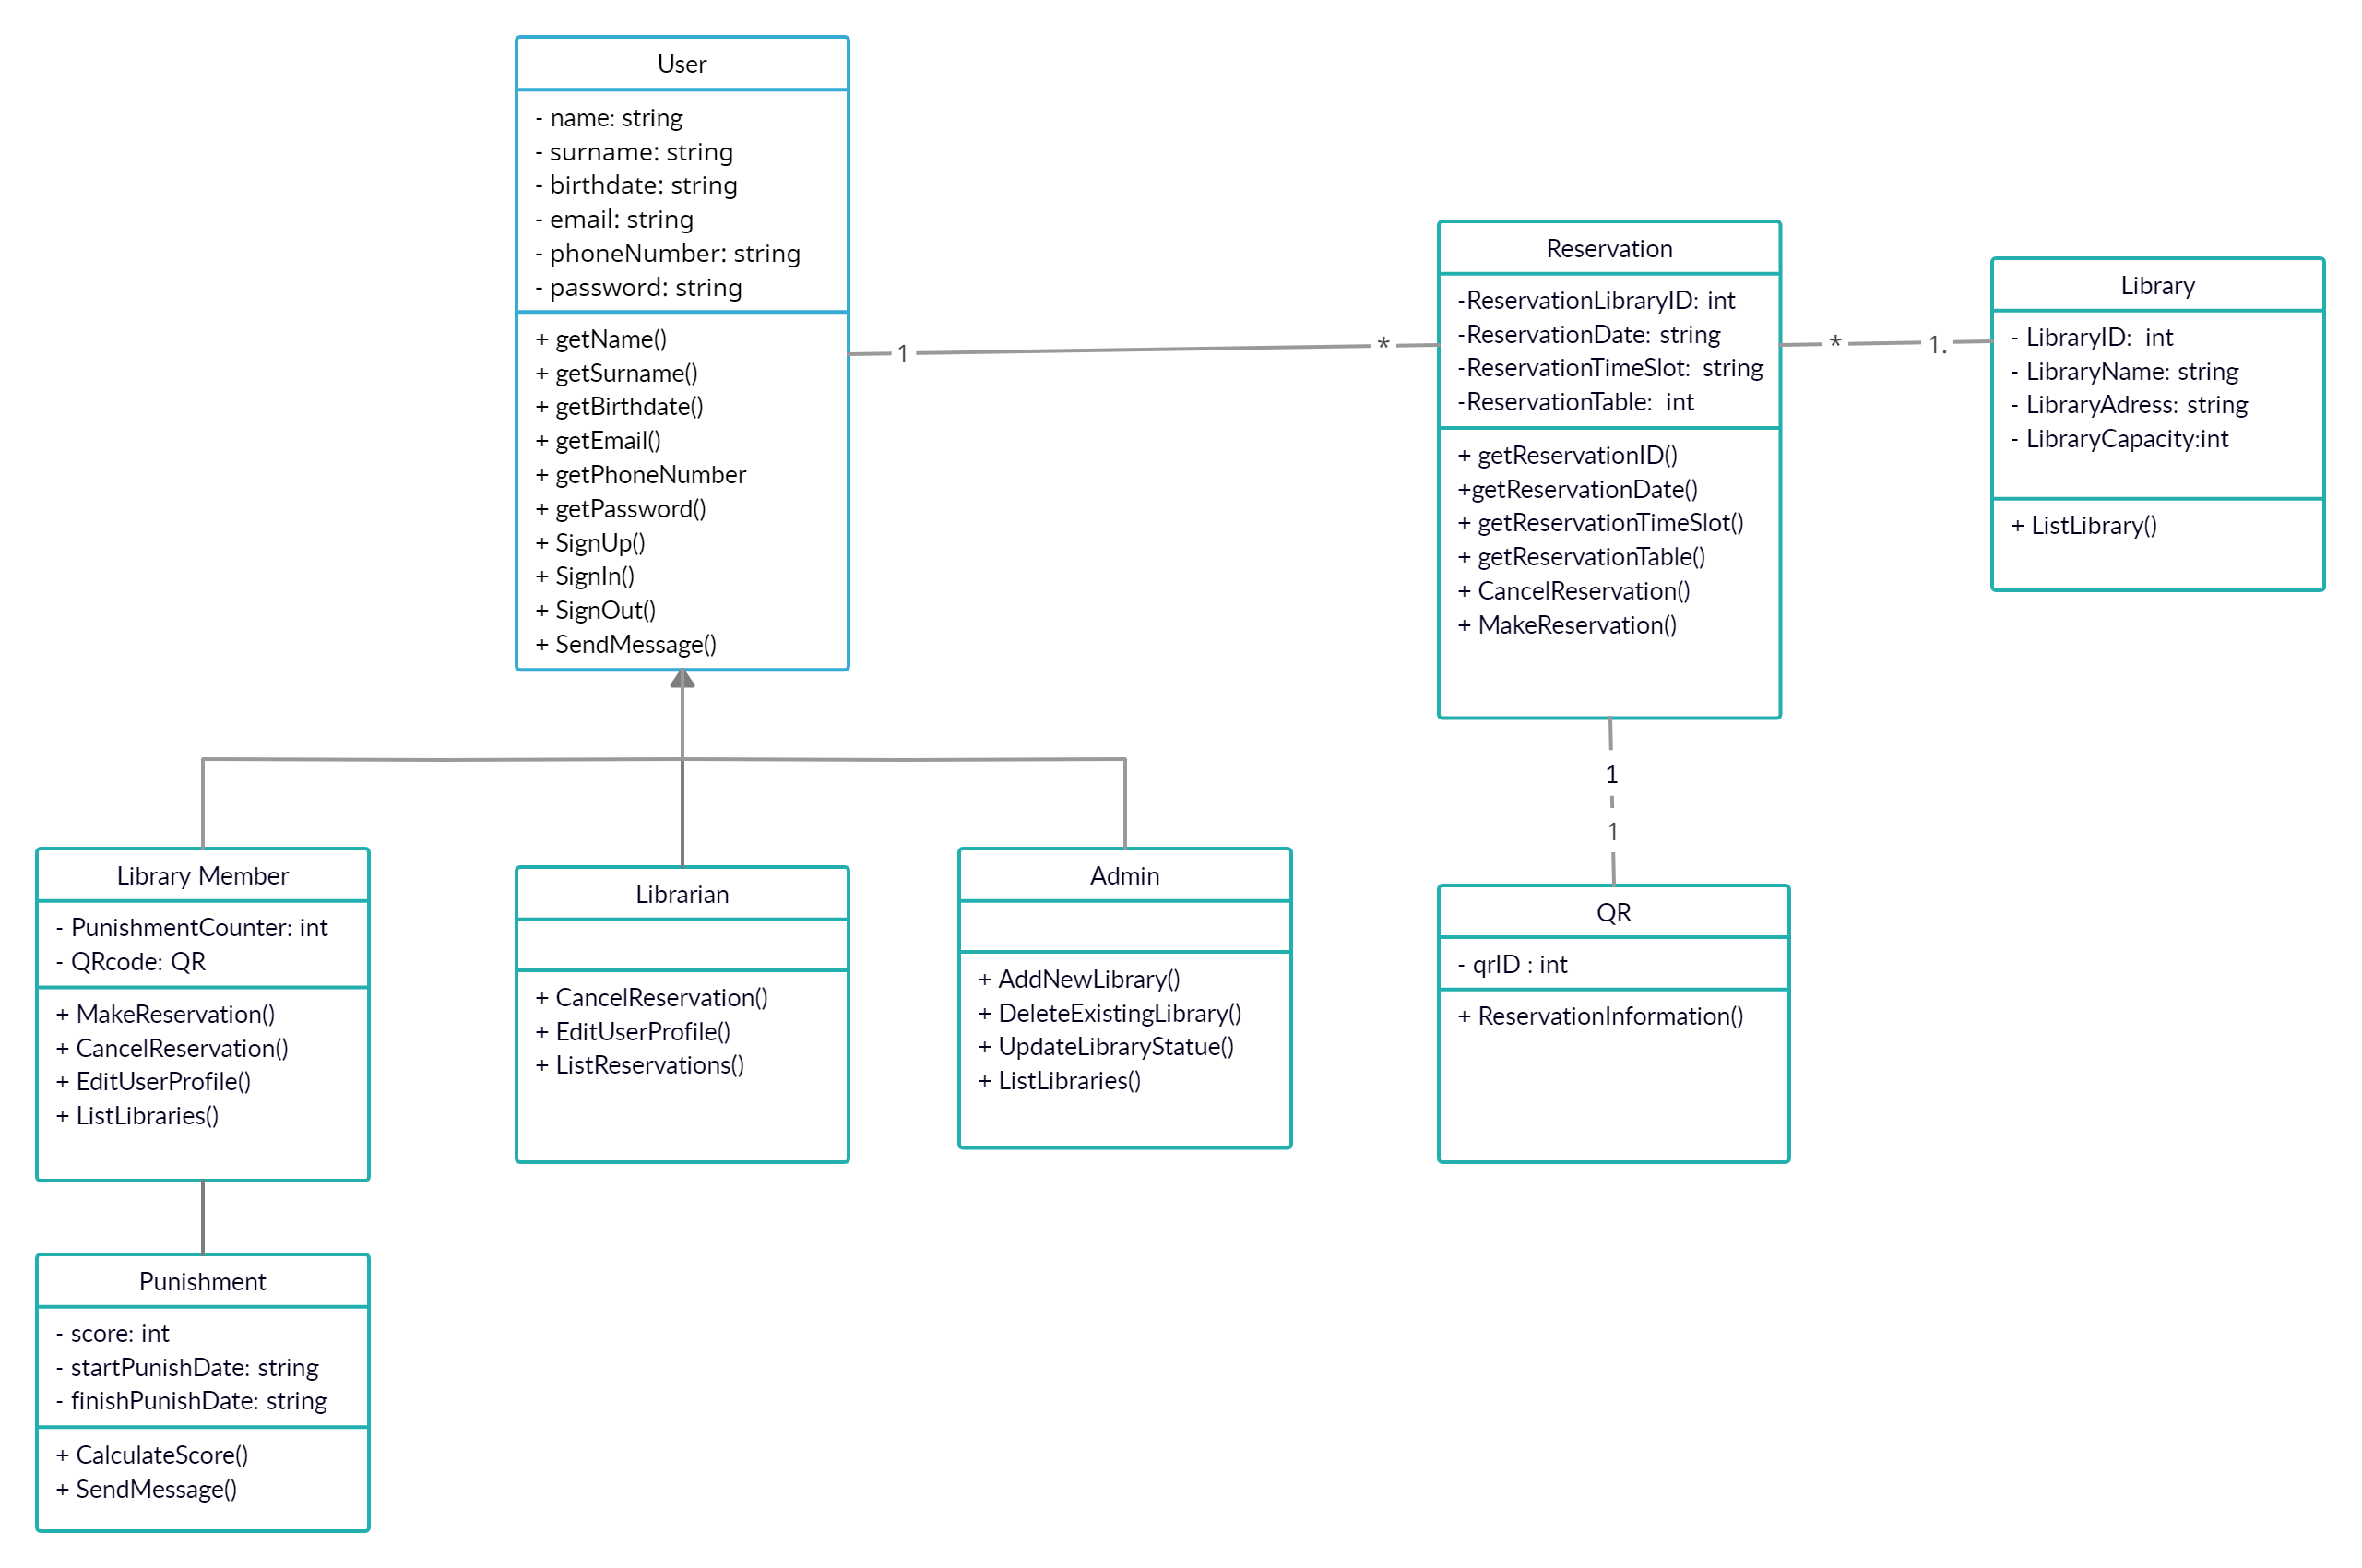 User
- name: string
- surname: string
- birthdate: string
- email: string
- phoneNumber: string
- password: string
+ getName()
+ getSurname()
+ getBirthdate()
+ getEmail()
+ getPhoneNumber
+ getPassword()
+ SignUp()
+ SignIn()
+ SignOut()
+ SendMessage()
1
*
Reservation
-ReservationLibraryID: int
-ReservationDate: string
-ReservationTimeSlot: string
-ReservationTable: int
+ getReservationID()
+getReservationDate()
+ getReservationTimeSlot()
+ getReservationTable()
+ CancelReservation()
+ MakeReservation()
*
1.
Library
- LibraryID: int
- LibraryName: string
- LibraryAdress: string
- LibraryCapacity:int
+ ListLibrary()
1
1
Library Member
- PunishmentCounter: int
- QRcode: QR
+ MakeReservation()
+ CancelReservation()
+ EditUserProfile()
+ ListLibraries()
Librarian
+ CancelReservation()
+ EditUserProfile()
+ ListReservations()
Admin
+ AddNewLibrary()
+ DeleteExistingLibrary()
+ UpdateLibraryStatue()
+ ListLibraries()
QR
- qrID : int
+ ReservationInformation()
Punishment
- score: int
- startPunishDate: string
- finishPunishDate: string
+ CalculateScore()
+ SendMessage()